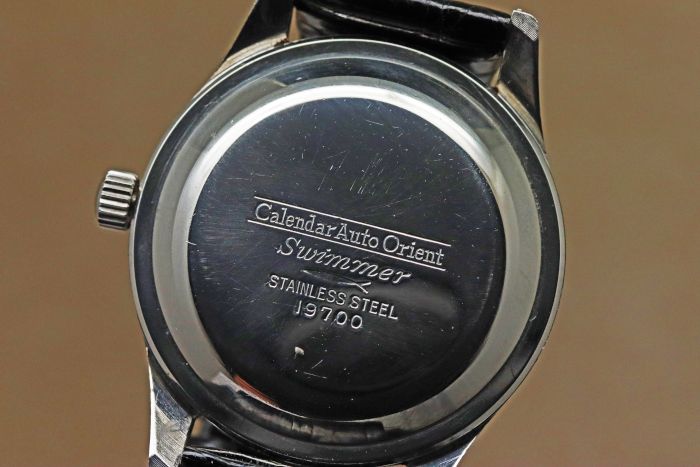 Calendar Auto Orient
Swimmer
STAINLESS STEEL
19700